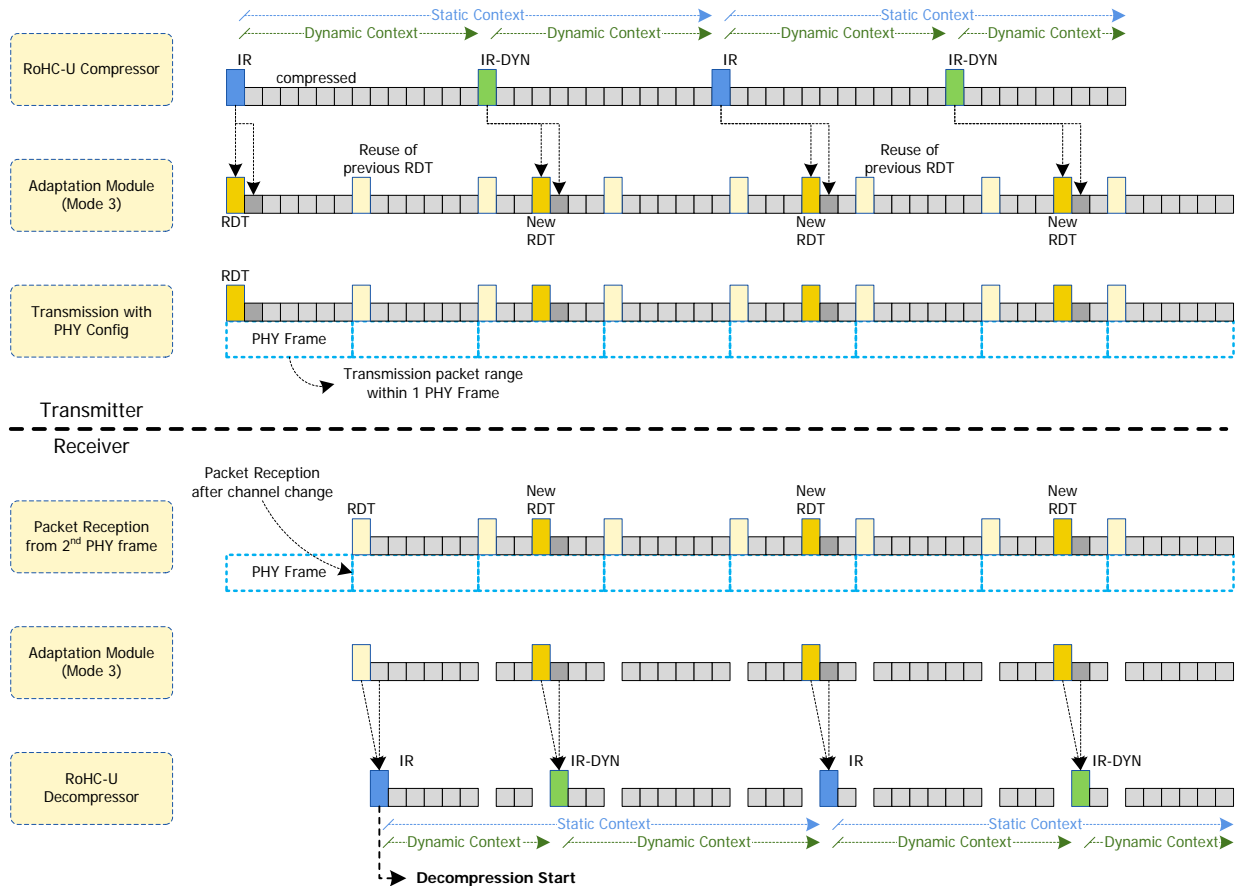 Static Context
Static Context
Dynamic Context
Dynamic Context
Dynamic Context
Dynamic Context
RoHC-U Compressor
IR
compressed
IR-DYN
IR
IR-DYN
Adaptation Module
(Mode 3)
Reuse of
previous RDT
Reuse of
previous RDT
RDT
New
RDT
New
RDT
New
RDT
Transmission with
PHY Config
RDT
PHY Frame
Transmission packet range
within 1 PHY Frame
Transmitter
Receiver
Packet Reception
after channel change
Packet Reception
from 2nd PHY frame
RDT
New
RDT
New
RDT
New
RDT
PHY Frame
Adaptation Module
(Mode 3)
RoHC-U
Decompressor
IR
IR-DYN
IR
IR-DYN
Static Context
Static Context
Dynamic Context
Dynamic Context
Dynamic Context
Dynamic Context
Decompression Start